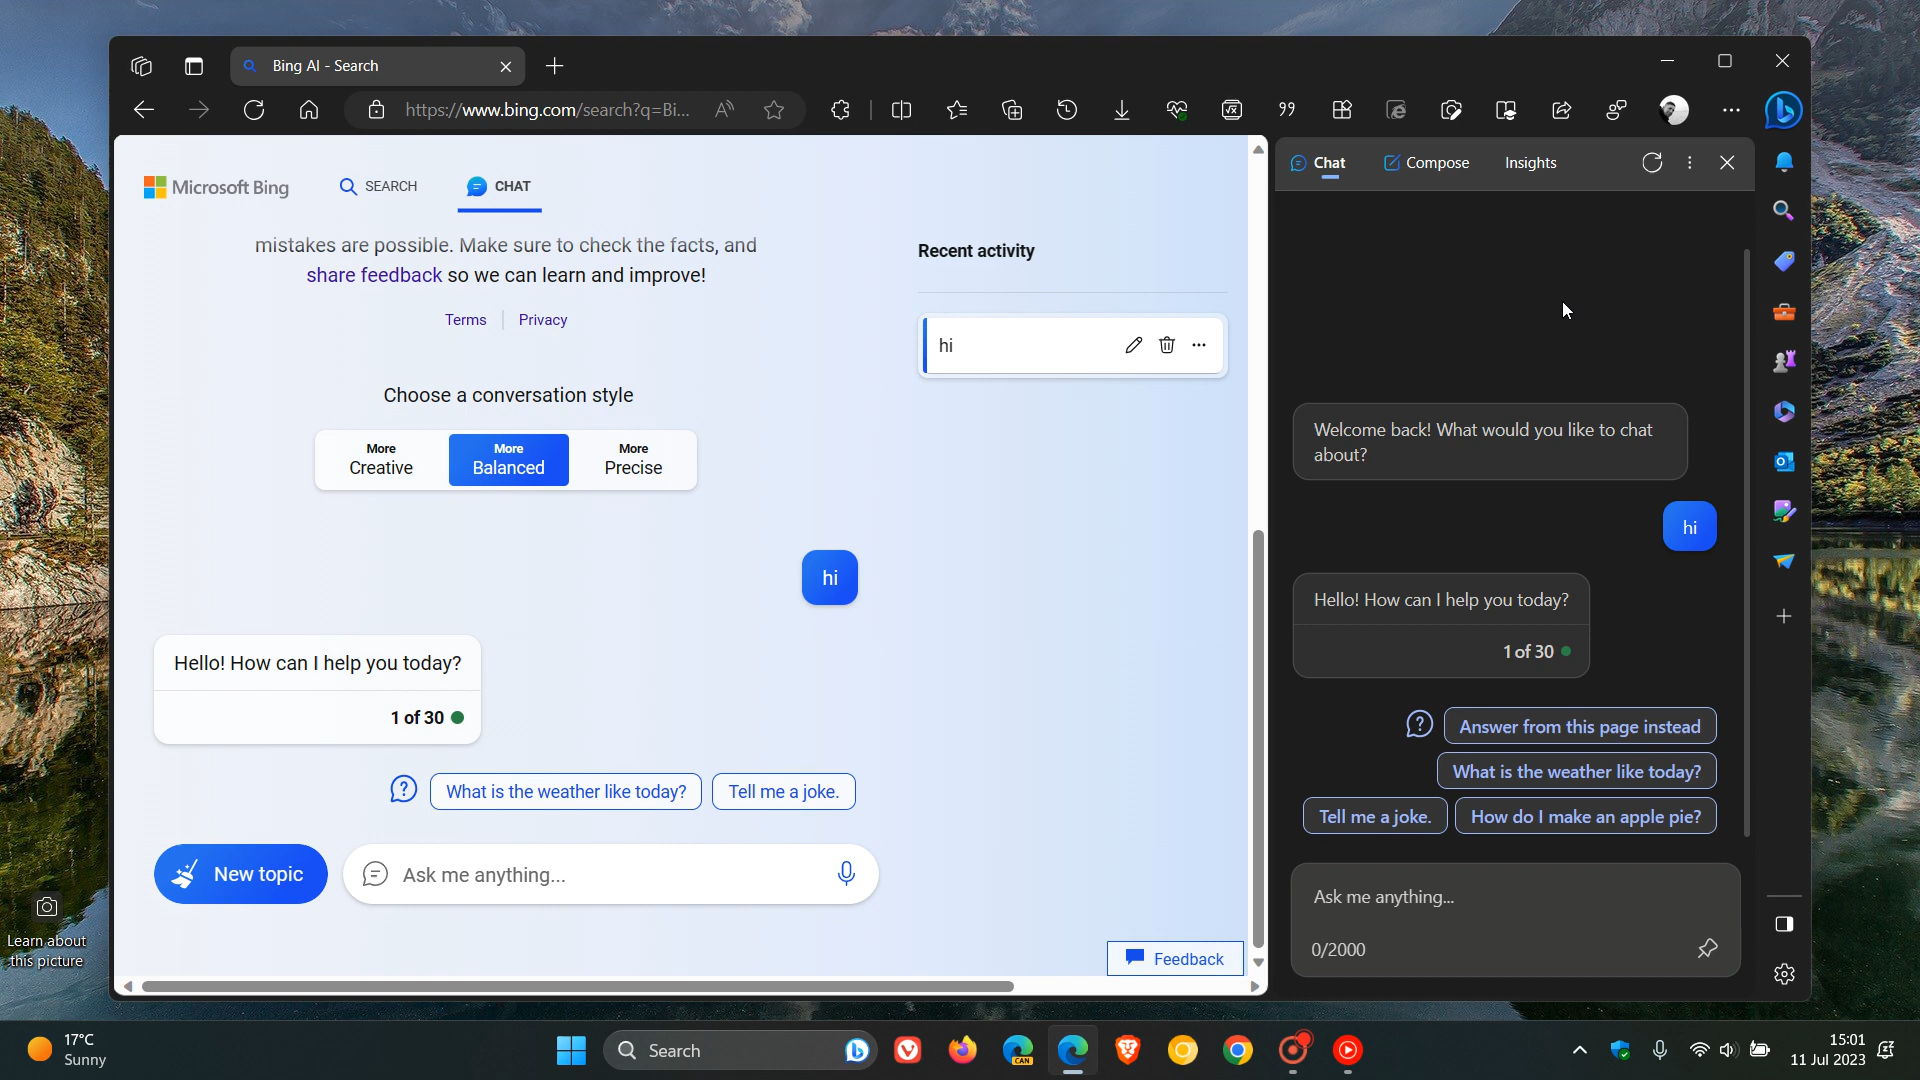 Bing AI - Search
https://www.bing.com/search?q=Bi...
Microsoft Bing
SEARCH
CHAT
mistakes are possible. Make sure to check the facts, and
share feedback so we can learn and improve!
Terms
Privacy
Choose a conversation style
More
Creative
More
Balanced
More
Precise
hi
Hello! How can I help you today?
1 of 30
What is the weather like today?
Tell me a joke.
New topic
Ask me anything...
Recent activity
hi
Feedback
Chat
Compose
Insights
Welcome back! What would you like to chat
about?
hi
Hello! How can I help you today?
1 of 30
Answer from this page instead
What is the weather like today?
Tell me a joke.
How do I make an apple pie?
Ask me anything...
0/2000
Learn about
this picture
17°C
Sunny
Search
CAN
15:01
11 Jul 2023